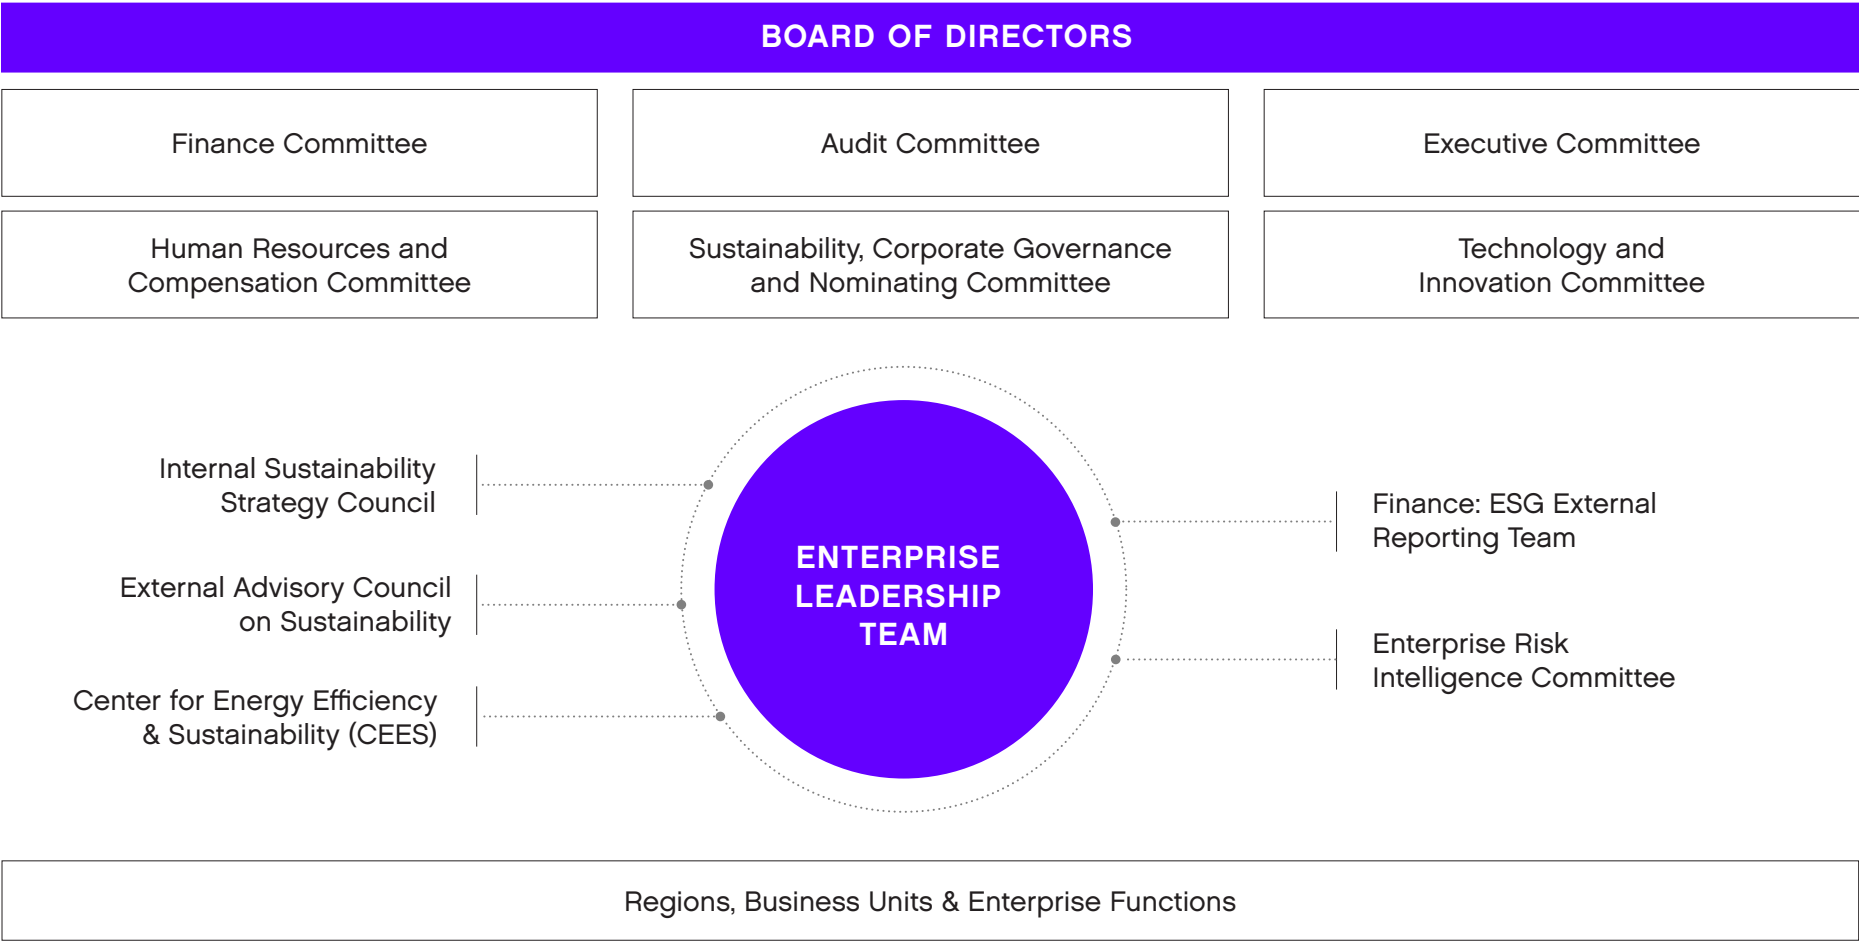 BOARD OF DIRECTORS
Finance Committee
Audit Committee
Executive Committee
Human Resources and
Compensation Committee
Sustainability, Corporate Governance
and Nominating Committee
Technology and
Innovation Committee
Internal Sustainability
Strategy Council
External Advisory Council
on Sustainability
Center for Energy Efficiency
& Sustainability (CEES)
ENTERPRISE
LEADERSHIP
TEAM
Finance: ESG External
Reporting Team
Enterprise Risk
Intelligence Committee
Regions, Business Units & Enterprise Functions